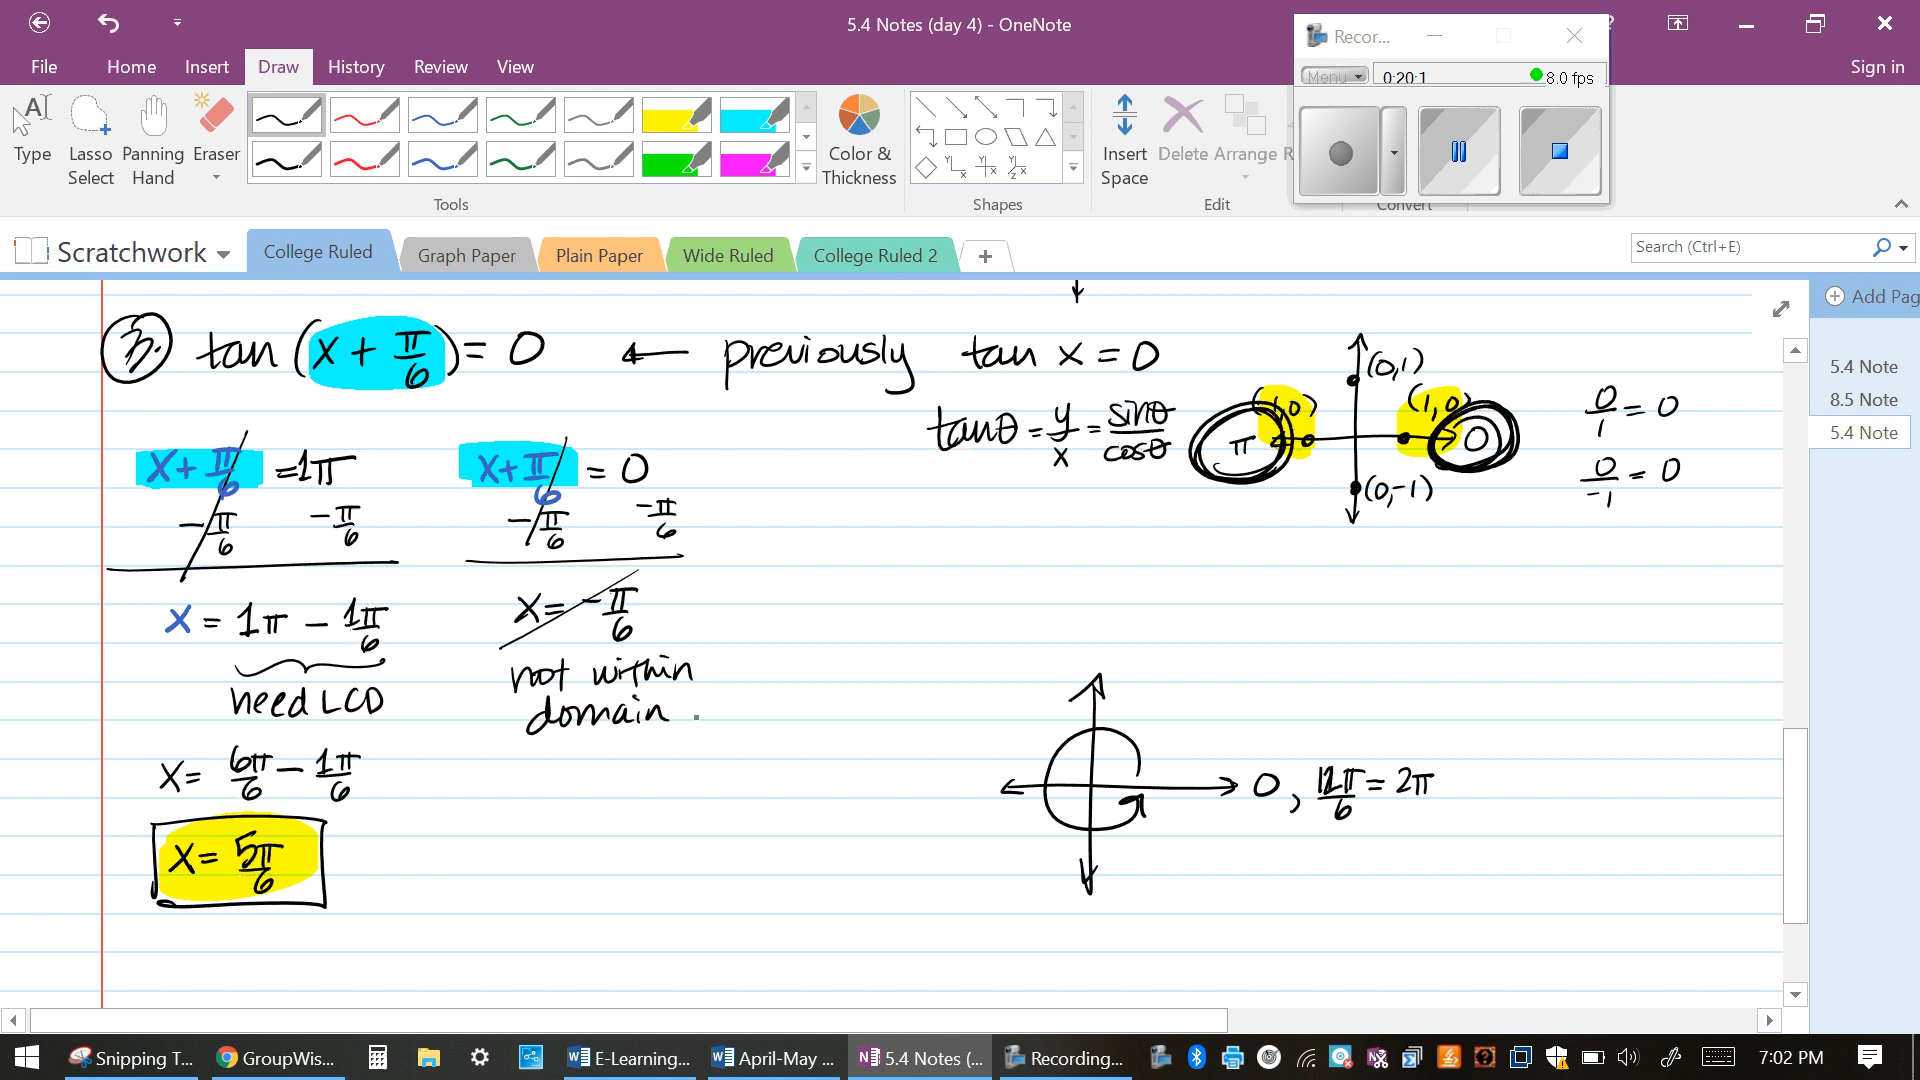 5.4 Notes (day 4) - OneNote
File Home Insert Draw History Review View
Sign in
Recor...
Menu 0:20:1 8.0 fps
Type
Lasso Select
Panning Hand
Eraser
Color & Thickness
Insert Space
Delete Arrange R
Tools Shapes Edit Convert
Scratchwork
College Ruled Graph Paper Plain Paper Wide Ruled College Ruled 2 +
Search (Ctrl+E)
Add Pag
5.4 Note
8.5 Note
5.4 Note
3. tan (x + π/6) = 0 ← previously tan x = 0
tanθ = y/x = sinθ/cosθ
(0,1)
(1,0)
(0,-1)
π
,0)
0
0/1 = 0
0/-1 = 0
x + π/6 = 1π
- π/6 - π/6
x = 1π - 1π/6
need LCD
x = 6π/6 - 1π/6
x = 5π/6
x + π/6 = 0
- π/6 - π/6
x = - π/6
not within
domain
0, 12π/6 = 2π
Snipping T... GroupWis... E-Learning... April-May ... 5.4 Notes (... Recording... 7:02 PM